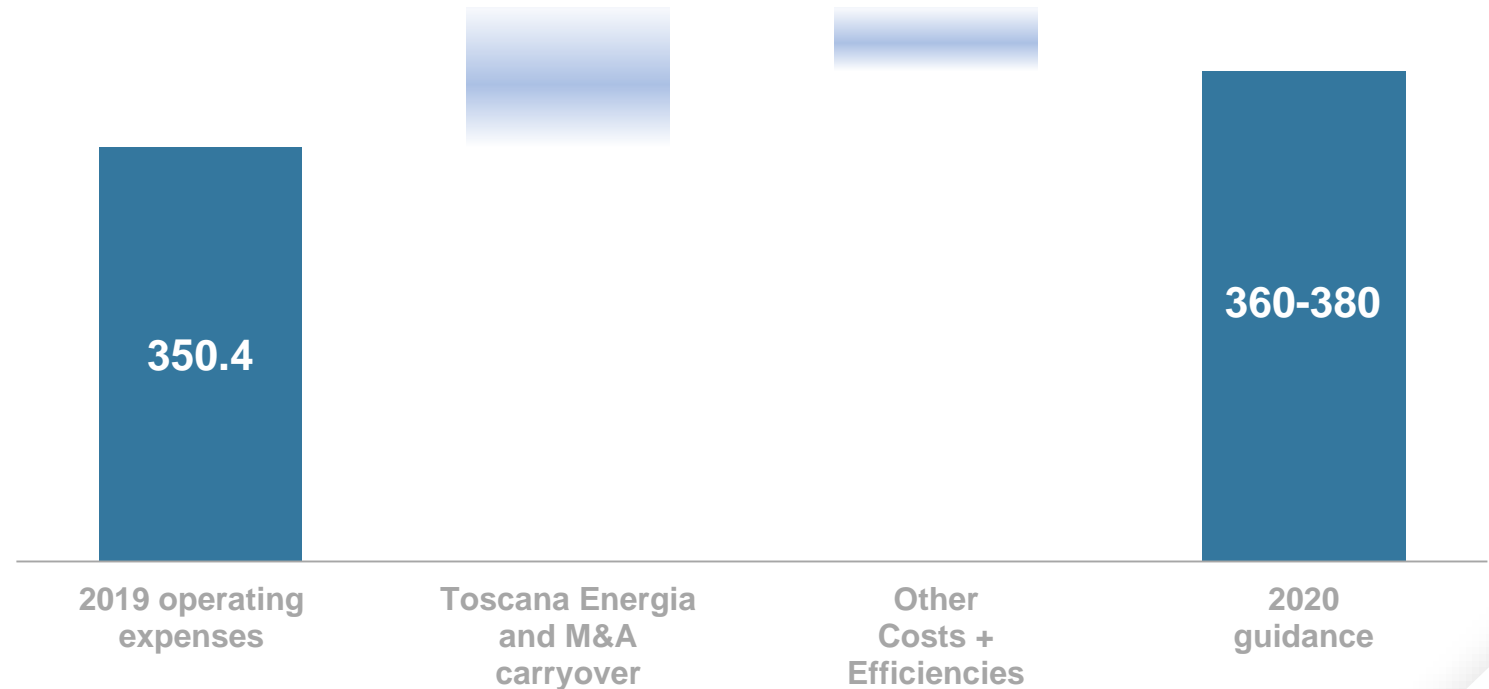 350.4
360-380
2019 operating
expenses
Toscana Energia
and M&A
carryover
Other
Costs +
Efficiencies
2020
guidance